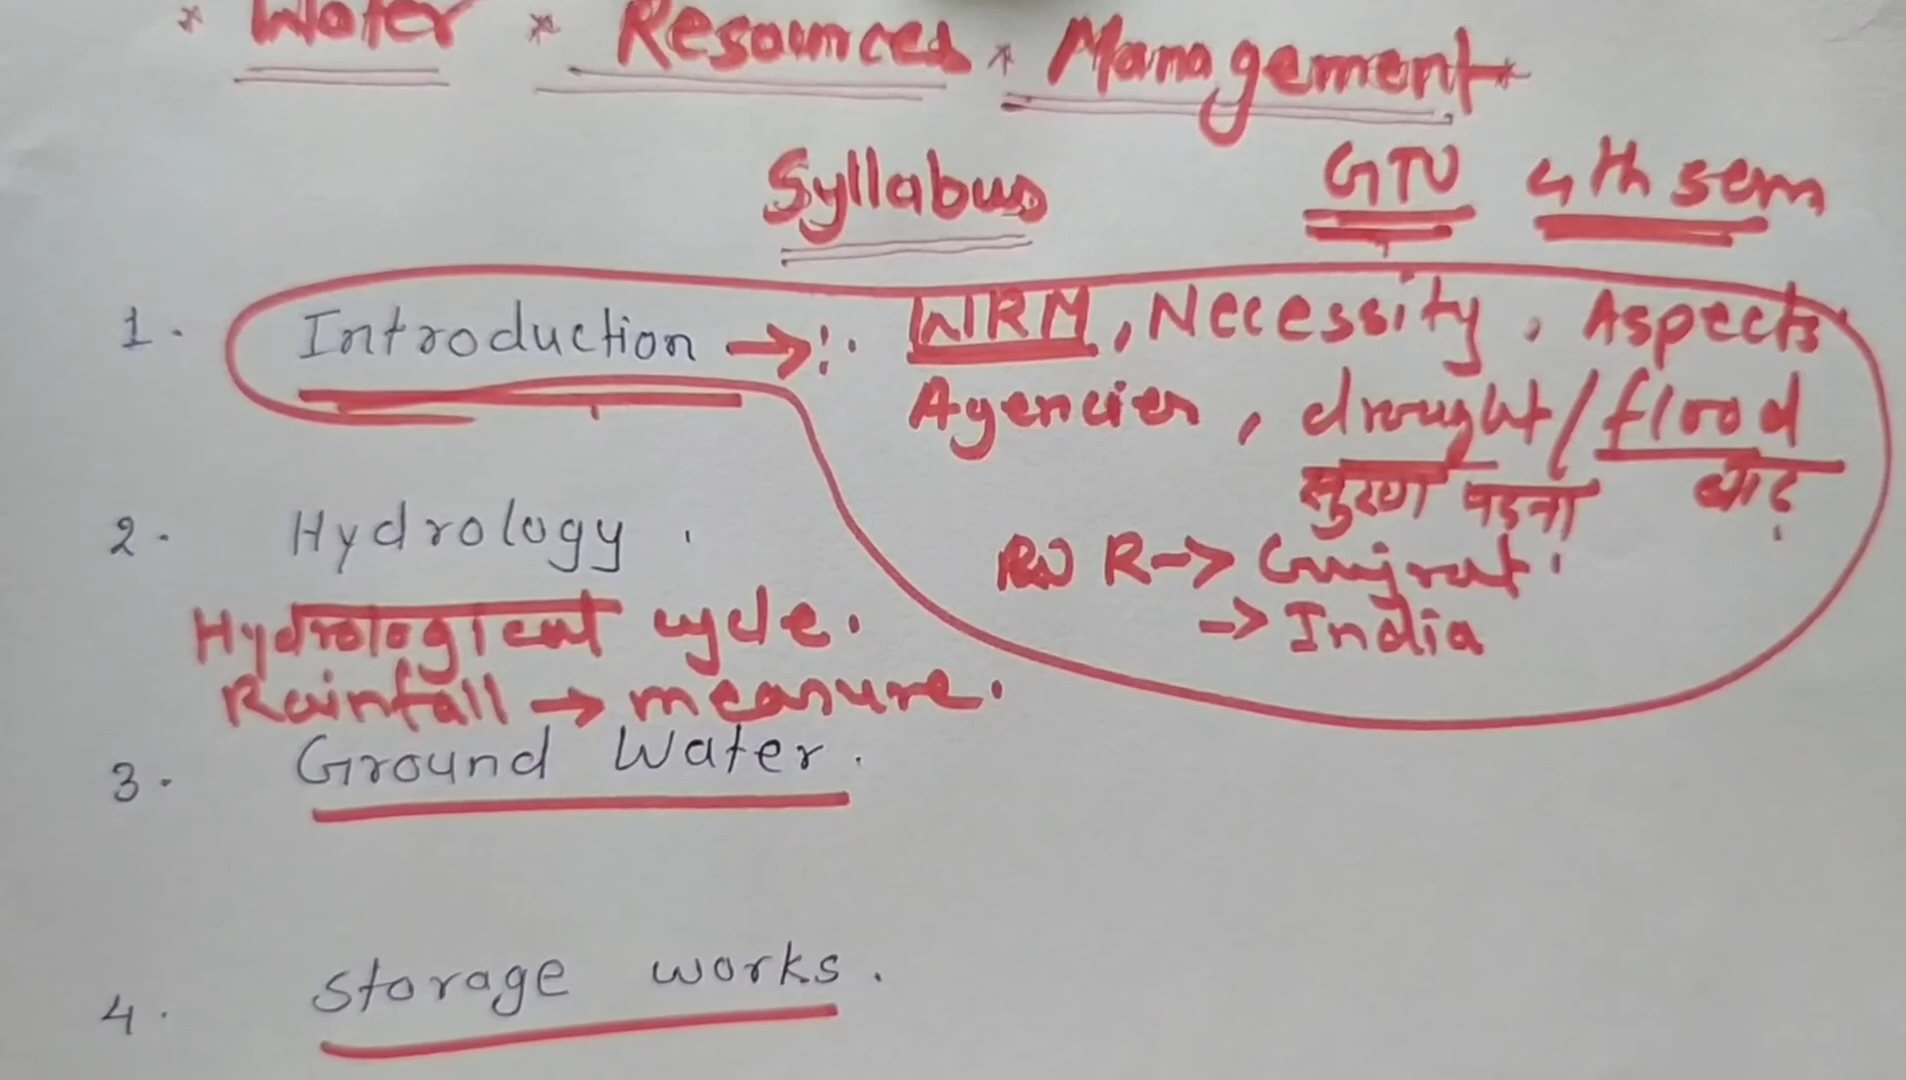 * Water * Resources * Management *
Syllabus GTU 4th sem
1. Introduction →:. WRM, Necessity, Aspects
Agencies, drought/flood
पड़ना बाढ़
R → Gujrat.
→ India
2. Hydrology.
Hydrological cycle.
Rainfall → measure.
3. Ground Water.
4. Storage works.